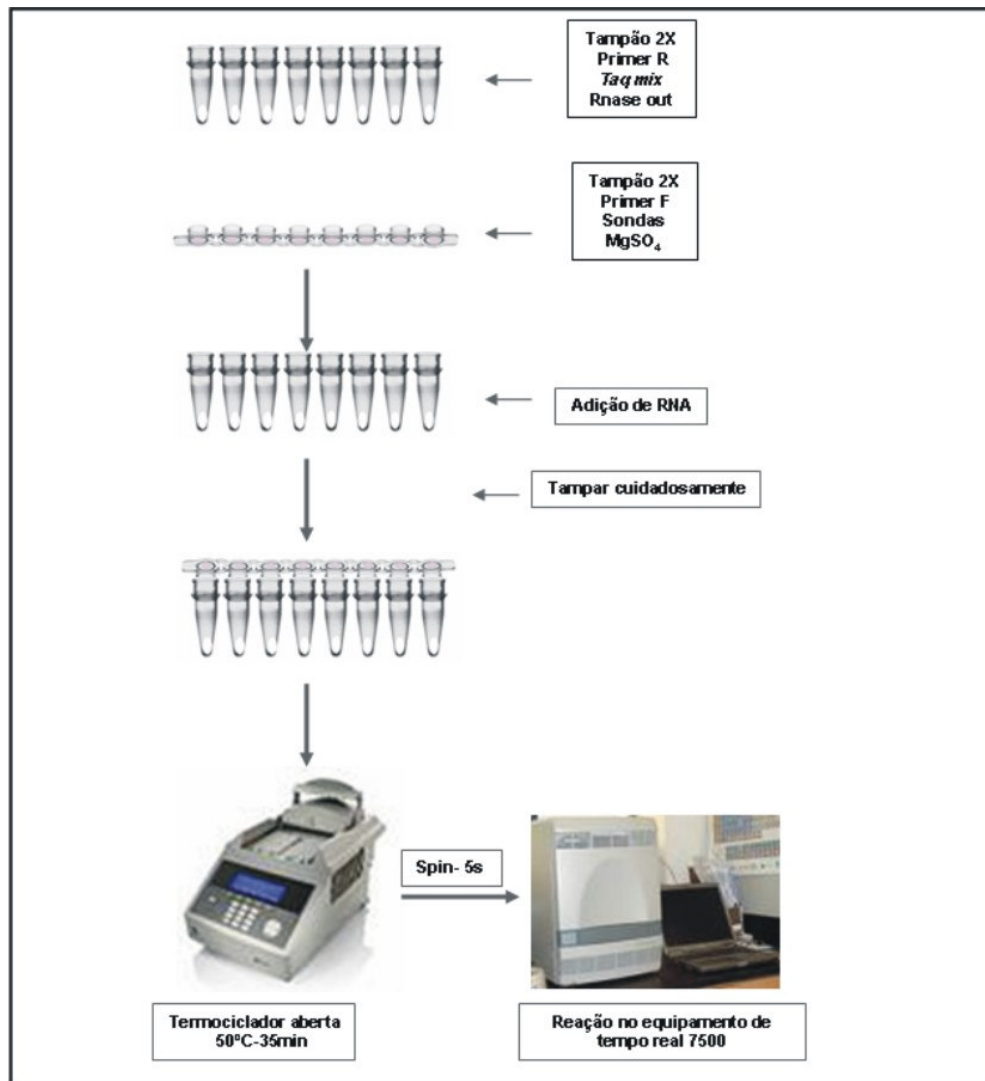 Tampão 2X
Primer R
Taq mix
Rnase out
Tampão 2X
Primer F
Sondas
MgSO₄
Adição de RNA
Tampar cuidadosamente
Spin- 5s
Termociclador aberta
50ºC-35min
Reação no equipamento de
tempo real 7500